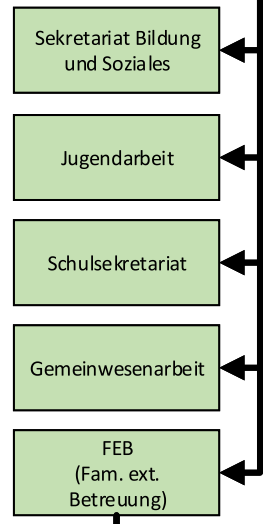 Sekretariat Bildung
und Soziales
Jugendarbeit
Schulsekretariat
Gemeinwesenarbeit
FEB
(Fam. ext.
Betreuung)